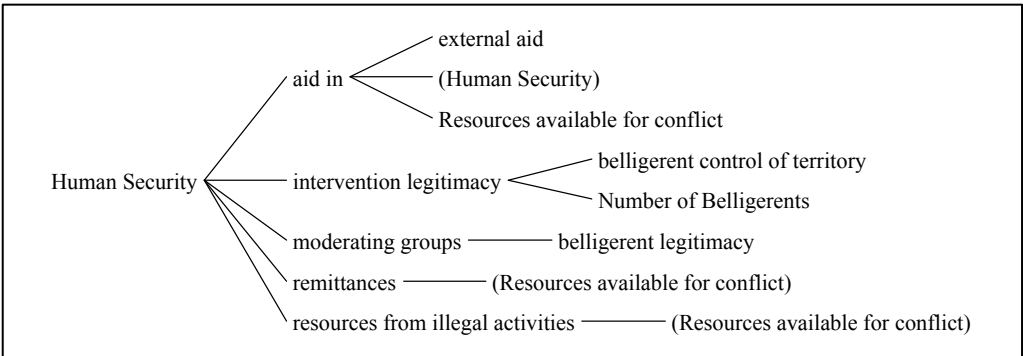 external aid
aid in
(Human Security)
Resources available for conflict
belligerent control of territory
Human Security
intervention legitimacy
Number of Belligerents
moderating groups
belligerent legitimacy
remittances
(Resources available for conflict)
resources from illegal activities
(Resources available for conflict)